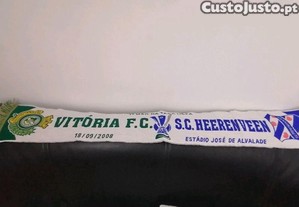 CustoJusto.pt
VITÓRIA F.C. S.C. HEERENVEEN
18/09/2008 ESTÁDIO JOSÉ DE ALVALADE